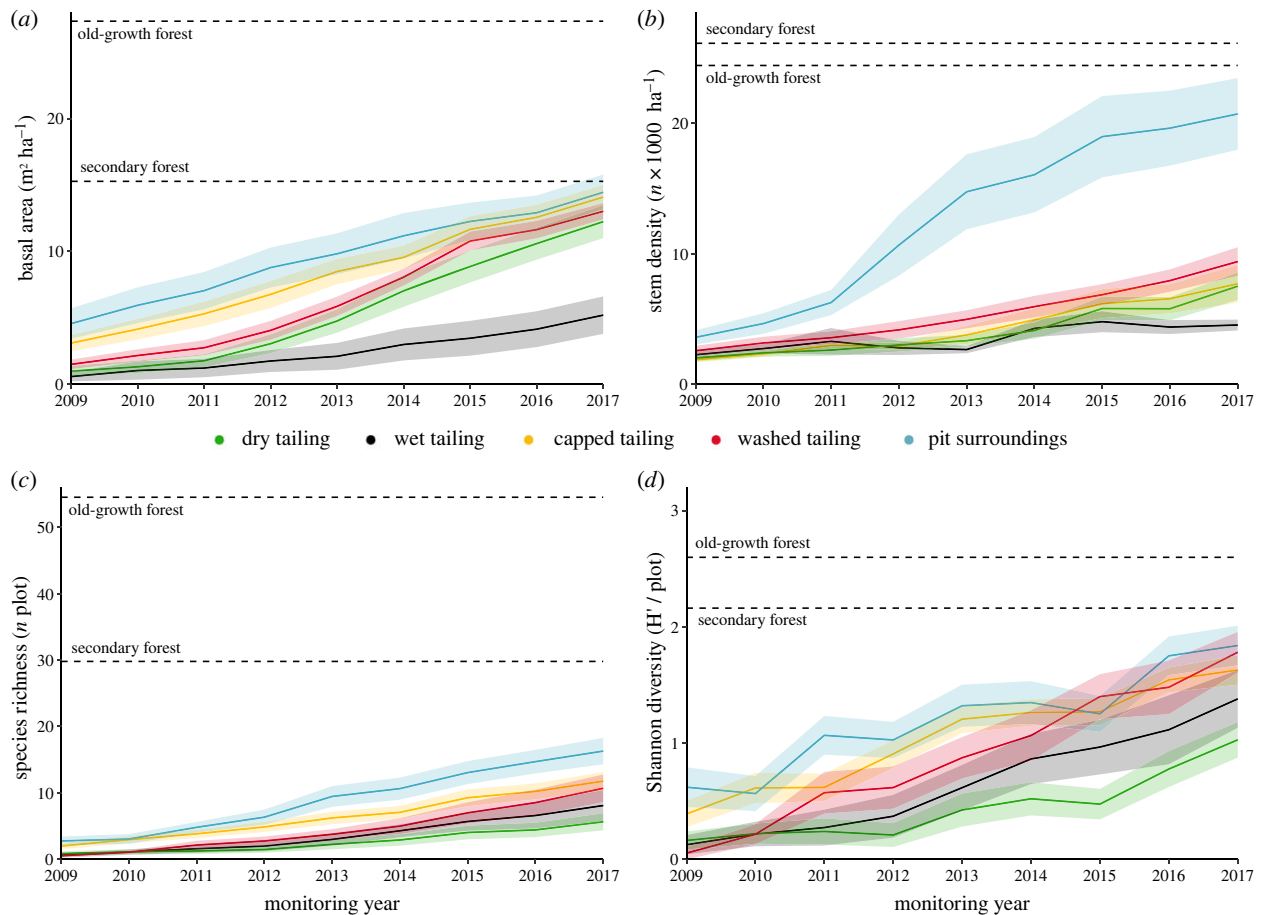 (a)
old-growth forest
20
secondary forest
10
0
basal area (m² ha⁻¹)
2009 2010 2011 2012 2013 2014 2015 2016 2017
(b)
secondary forest
old-growth forest
20
10
0
stem density (n × 1000 ha⁻¹)
2009 2010 2011 2012 2013 2014 2015 2016 2017
dry tailing wet tailing capped tailing washed tailing pit surroundings
(c)
old-growth forest
50
40
secondary forest
30
20
10
0
species richness (n plot)
2009 2010 2011 2012 2013 2014 2015 2016 2017
monitoring year
(d)
3
old-growth forest
2
secondary forest
1
0
Shannon diversity (H' / plot)
2009 2010 2011 2012 2013 2014 2015 2016 2017
monitoring year